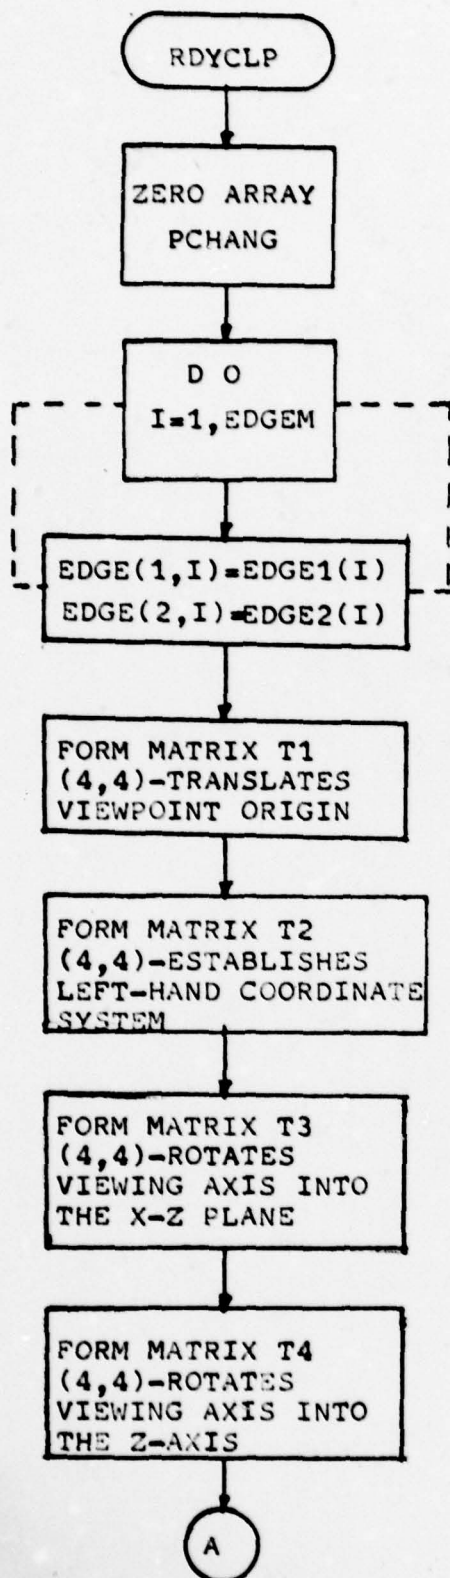 RDYCLP
ZERO ARRAY
PCHANG
D O
I=1,EDGEM
EDGE(1,I)=EDGE1(I)
EDGE(2,I)=EDGE2(I)
FORM MATRIX T1
(4,4)-TRANSLATES
VIEWPOINT ORIGIN
FORM MATRIX T2
(4,4)-ESTABLISHES
LEFT-HAND COORDINATE
SYSTEM
FORM MATRIX T3
(4,4)-ROTATES
VIEWING AXIS INTO
THE X-Z PLANE
FORM MATRIX T4
(4,4)-ROTATES
VIEWING AXIS INTO
THE Z-AXIS
A